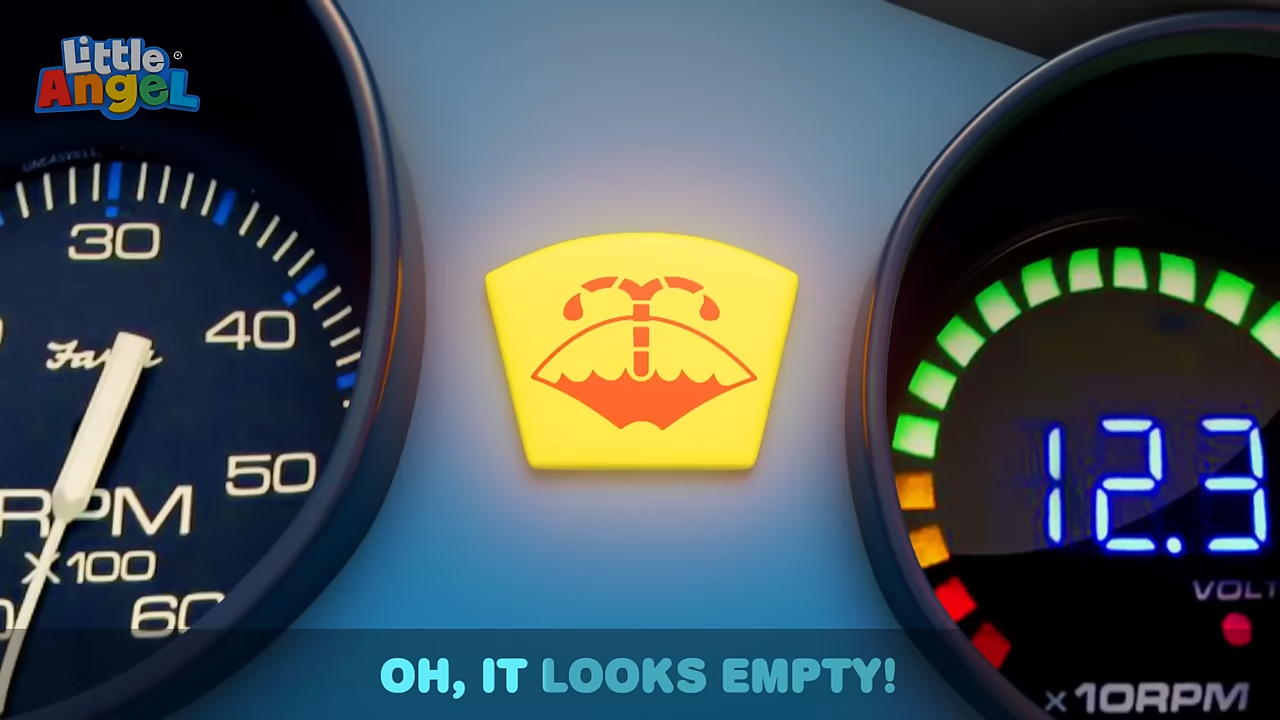 Little
Angel
30
40
50
RPM
X100
60
12.3
VOLT
x10RPM
OH, IT LOOKS EMPTY!